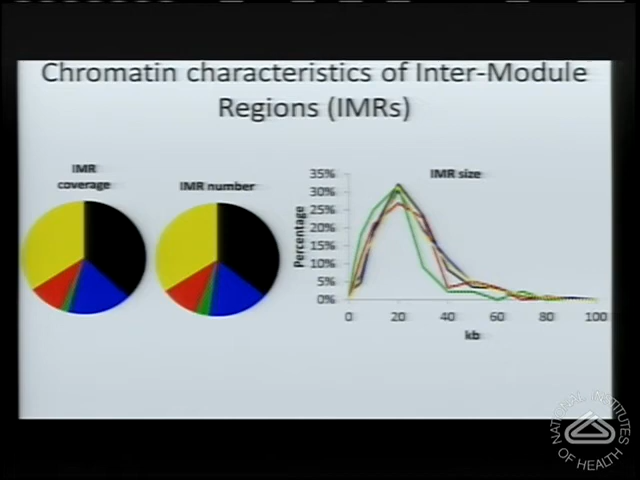 Chromatin characteristics of Inter-Module
Regions (IMRs)
IMR
coverage
IMR number
IMR size
35%
30%
25%
20%
15%
10%
5%
0%
Percentage
0
20
40
60
80
100
kb
NATIONAL INSTITUTES
OF HEALTH